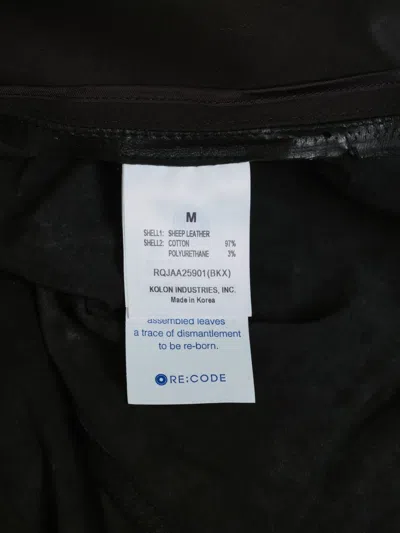 M
SHELL1: SHEEP LEATHER
SHELL2: COTTON 97%
POLYURETHANE 3%
RQJAA25901(BKX)
KOLON INDUSTRIES, INC.
Made in Korea
assembled leaves
a trace of dismantlement
to be re-born.
RE:CODE